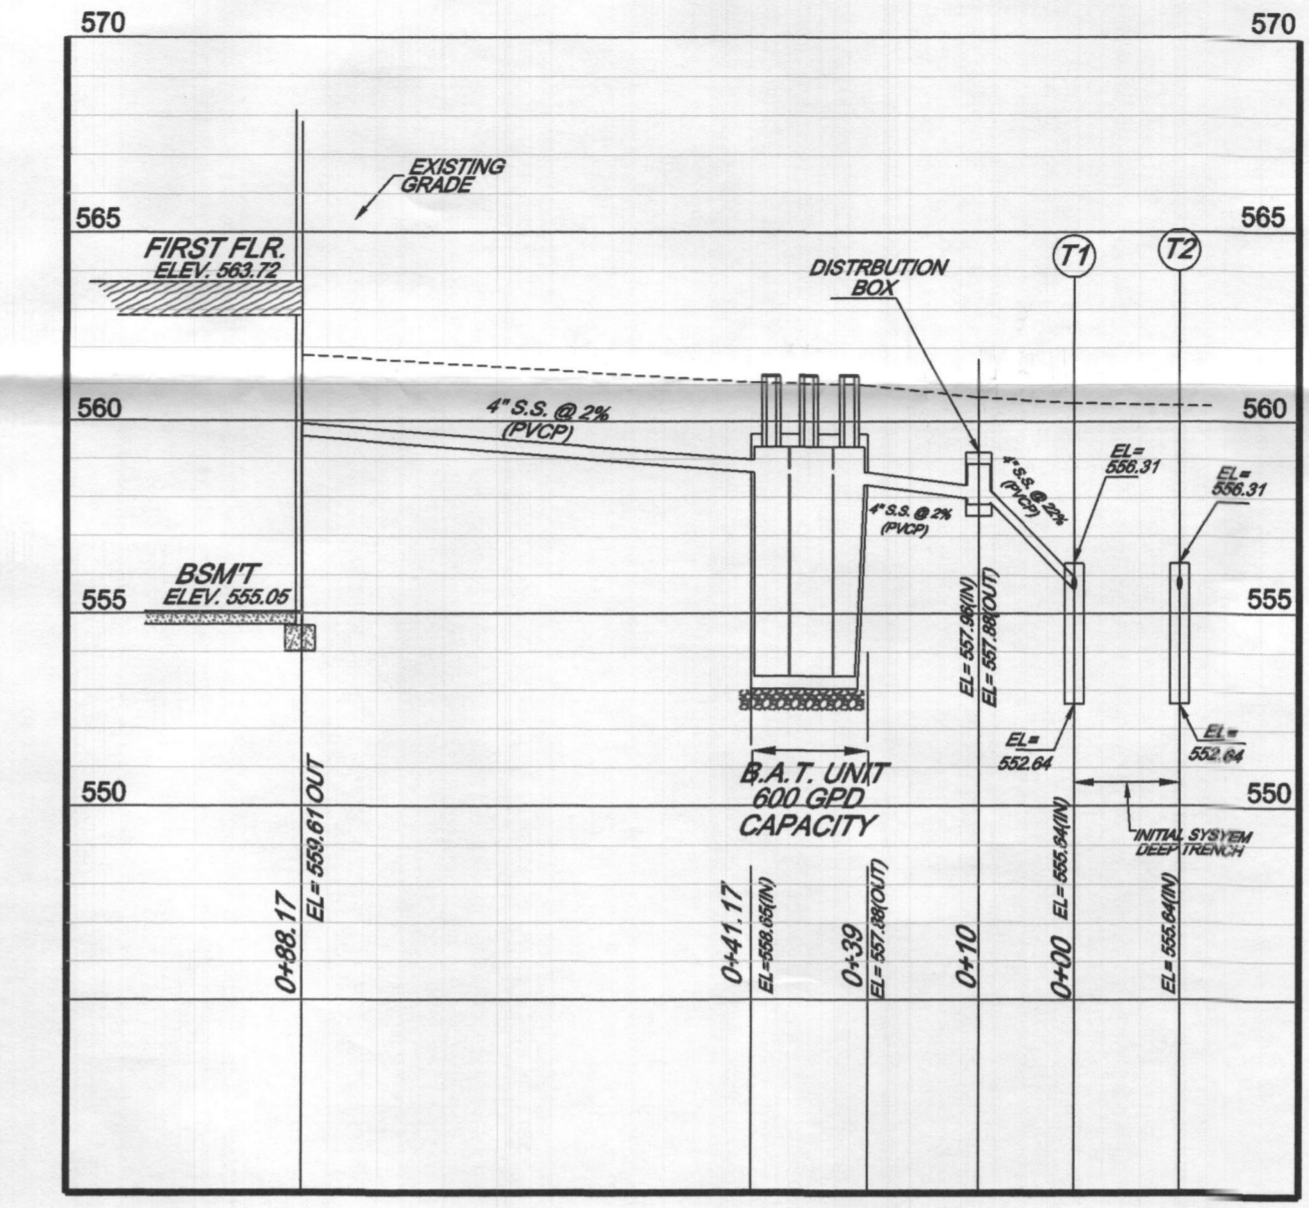 570
570
EXISTING
GRADE
565
565
FIRST FLR.
ELEV. 563.72
T1
T2
DISTRBUTION
BOX
560
560
4" S.S. @ 2%
(PVCP)
EL=
556.31
EL=
556.31
4" S.S. @ 22%
(PVCP)
4" S.S. @ 2%
(PVCP)
BSM'T
ELEV. 555.05
555
555
EL= 557.96(IN)
EL= 557.88(OUT)
EL=
552.64
EL=
552.64
550
550
B.A.T. UNIT
600 GPD
CAPACITY
INITIAL SYSYEM
DEEP TRENCH
0+88.17
EL= 559.61 OUT
0+41.17
EL=558.65(IN)
0+39
EL= 557.88(OUT)
0+10
0+00 EL= 555.64(IN)
EL= 555.64(IN)